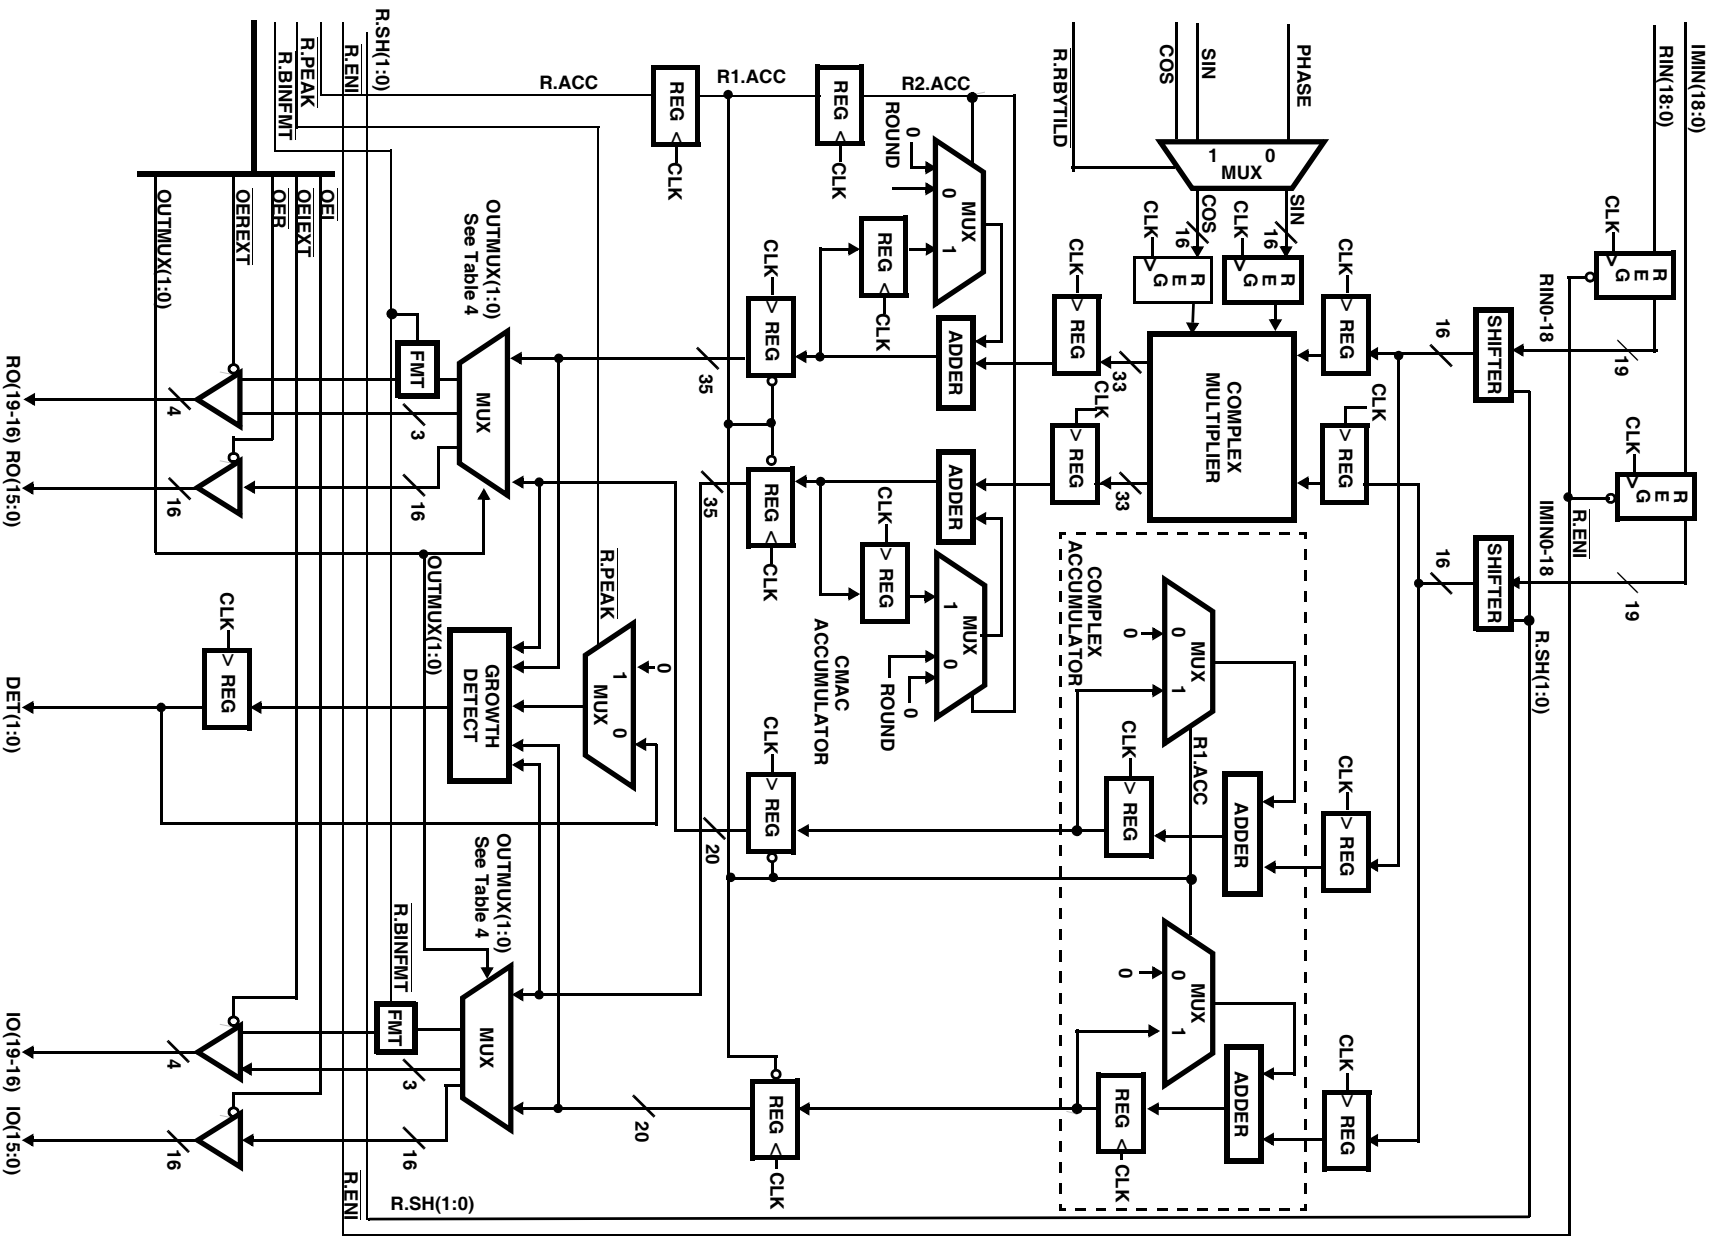 IMIN(18:0)
RIN(18:0)
PHASE
SIN
COS
R.RBYTILD
MUX
1
0
SIN
COS
16
16
CLK
CLK
REG
REG
CLK
REG
CLK
REG
RIN0-18
IMIN0-18
R.ENI
19
19
SHIFTER
SHIFTER
R.SH(1:0)
16
16
CLK
REG
CLK
REG
CLK
REG
CLK
REG
COMPLEX
MULTIPLIER
33
33
CLK
REG
CLK
REG
COMPLEX
ACCUMULATOR
MUX
0
1
0
R1.ACC
ADDER
CLK
REG
MUX
0
1
0
ADDER
REG
CLK
R.ACC
REG
CLK
R1.ACC
REG
CLK
R2.ACC
ROUND
0
MUX
0
1
REG
CLK
ADDER
ADDER
CLK
REG
MUX
1
0
ROUND
0
CMAC
ACCUMULATOR
CLK
REG
REG
CLK
CLK
REG
REG
CLK
35
35
20
20
R.SH(1:0)
R.ENI
R.PEAK
R.BINFMT
OEI
OEIEXT
OER
OEREXT
OUTMUX(1:0)
OUTMUX(1:0)
See Table 4
MUX
FMT
3
4
16
16
RO(19-16)
RO(15:0)
OUTMUX(1:0)
R.PEAK
0
1
0
MUX
GROWTH
DETECT
CLK
REG
DET(1:0)
OUTMUX(1:0)
See Table 4
MUX
R.BINFMT
FMT
3
4
16
16
IO(19-16)
IO(15:0)
R.ENI
R.SH(1:0)